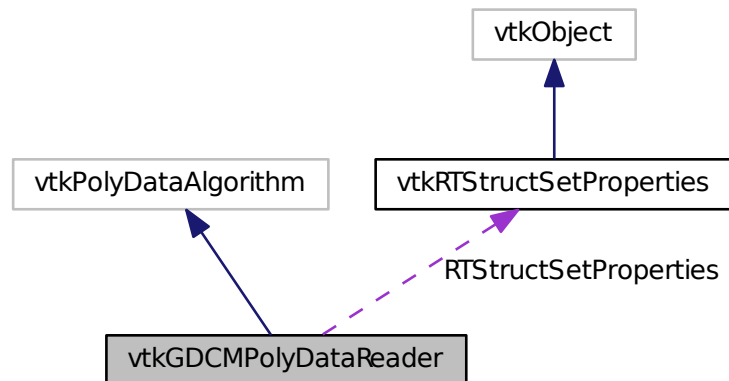 vtkObject
vtkPolyDataAlgorithm
vtkRTStructSetProperties
RTStructSetProperties
vtkGDCMPolyDataReader